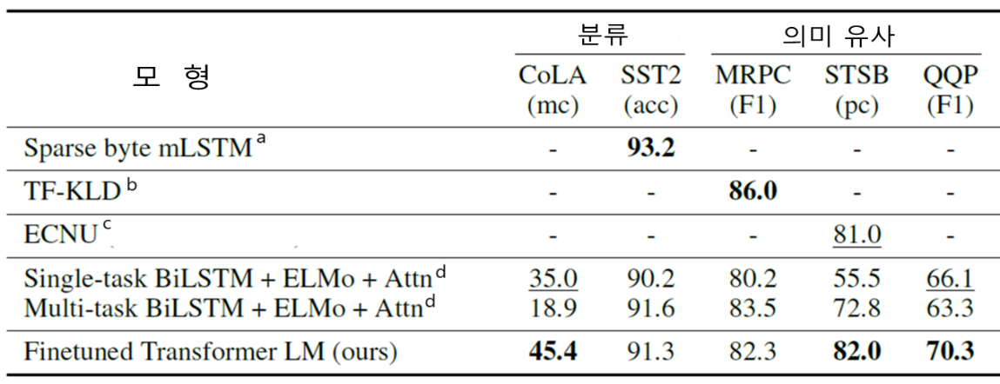 분류 의미 유사
모 형 CoLA SST2 MRPC STSB QQP
(mc) (acc) (F1) (pc) (F1)
Sparse byte mLSTM a - 93.2 - - -
TF-KLD b - - 86.0 - -
ECNU c - - - 81.0 -
Single-task BiLSTM + ELMo + Attn d 35.0 90.2 80.2 55.5 66.1
Multi-task BiLSTM + ELMo + Attn d 18.9 91.6 83.5 72.8 63.3
Finetuned Transformer LM (ours) 45.4 91.3 82.3 82.0 70.3